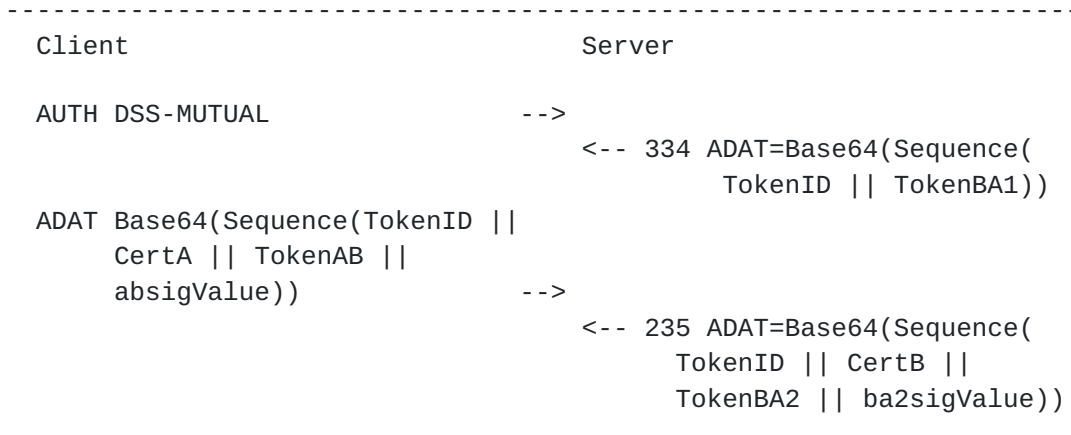 ---------------------------------------------------------------------
Client                                Server
AUTH DSS-MUTUAL                 -->
<-- 334 ADAT=Base64(Sequence(
TokenID || TokenBA1))
ADAT Base64(Sequence(TokenID ||
CertA || TokenAB ||
absigValue))              -->
<-- 235 ADAT=Base64(Sequence(
TokenID || CertB ||
TokenBA2 || ba2sigValue))